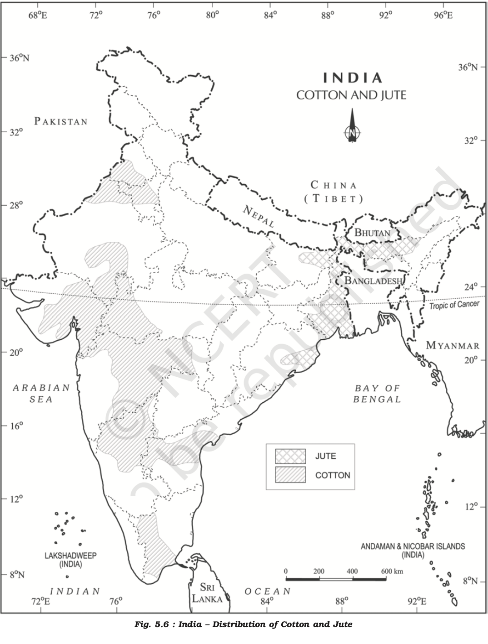 68°E 72° 76° 80° 84° 88° 92° 96°
36°N
36°N
INDIA
COTTON AND JUTE
N
PAKISTAN
32°
32°
CHINA
(TIBET)
28°
28°
NEPAL
BHUTAN
BANGLADESH
24°
24°
Tropic of Cancer
MYANMAR
20°
20°
ARABIAN
SEA
BAY OF
BENGAL
16°
JUTE
COTTON
12°
12°
LAKSHADWEEP
(INDIA)
ANDAMAN & NICOBAR ISLANDS
(INDIA)
0 200 400 600 km
8°N
8°N
INDIAN OCEAN
SRI
LANKA
72°E 76° 84° 88° 92°E
© NCERT
be republished
Fig. 5.6 : India – Distribution of Cotton and Jute